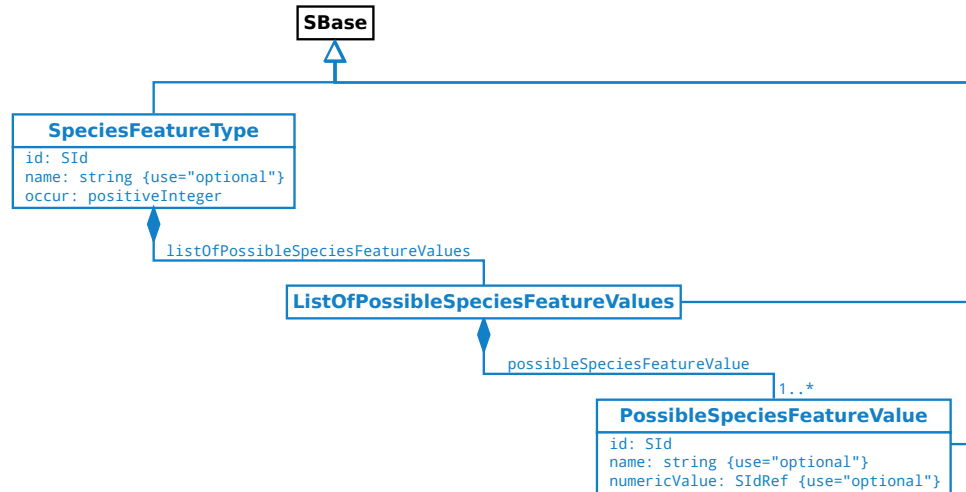 SBase
SpeciesFeatureType
id: SId
name: string {use="optional"}
occur: positiveInteger
listOfPossibleSpeciesFeatureValues
ListOfPossibleSpeciesFeatureValues
possibleSpeciesFeatureValue
1..*
PossibleSpeciesFeatureValue
id: SId
name: string {use="optional"}
numericValue: SIdRef {use="optional"}